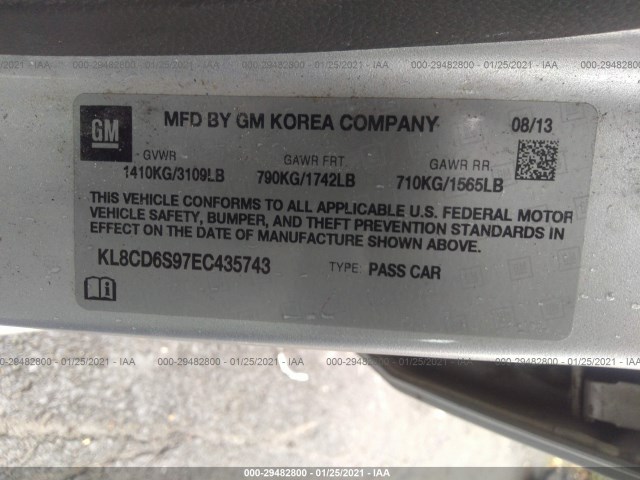 000-29482800 - 01/25/2021 - IAA
GM
MFD BY GM KOREA COMPANY 08/13
GVWR GAWR FRT. GAWR RR.
1410KG/3109LB 790KG/1742LB 710KG/1565LB
THIS VEHICLE CONFORMS TO ALL APPLICABLE U.S. FEDERAL MOTOR
VEHICLE SAFETY, BUMPER, AND THEFT PREVENTION STANDARDS IN
EFFECT ON THE DATE OF MANUFACTURE SHOWN ABOVE.
KL8CD6S97EC435743 TYPE: PASS CAR
000-29482800 - 01/25/2021 - IAA
000-29482800 - 01/25/2021 - IAA